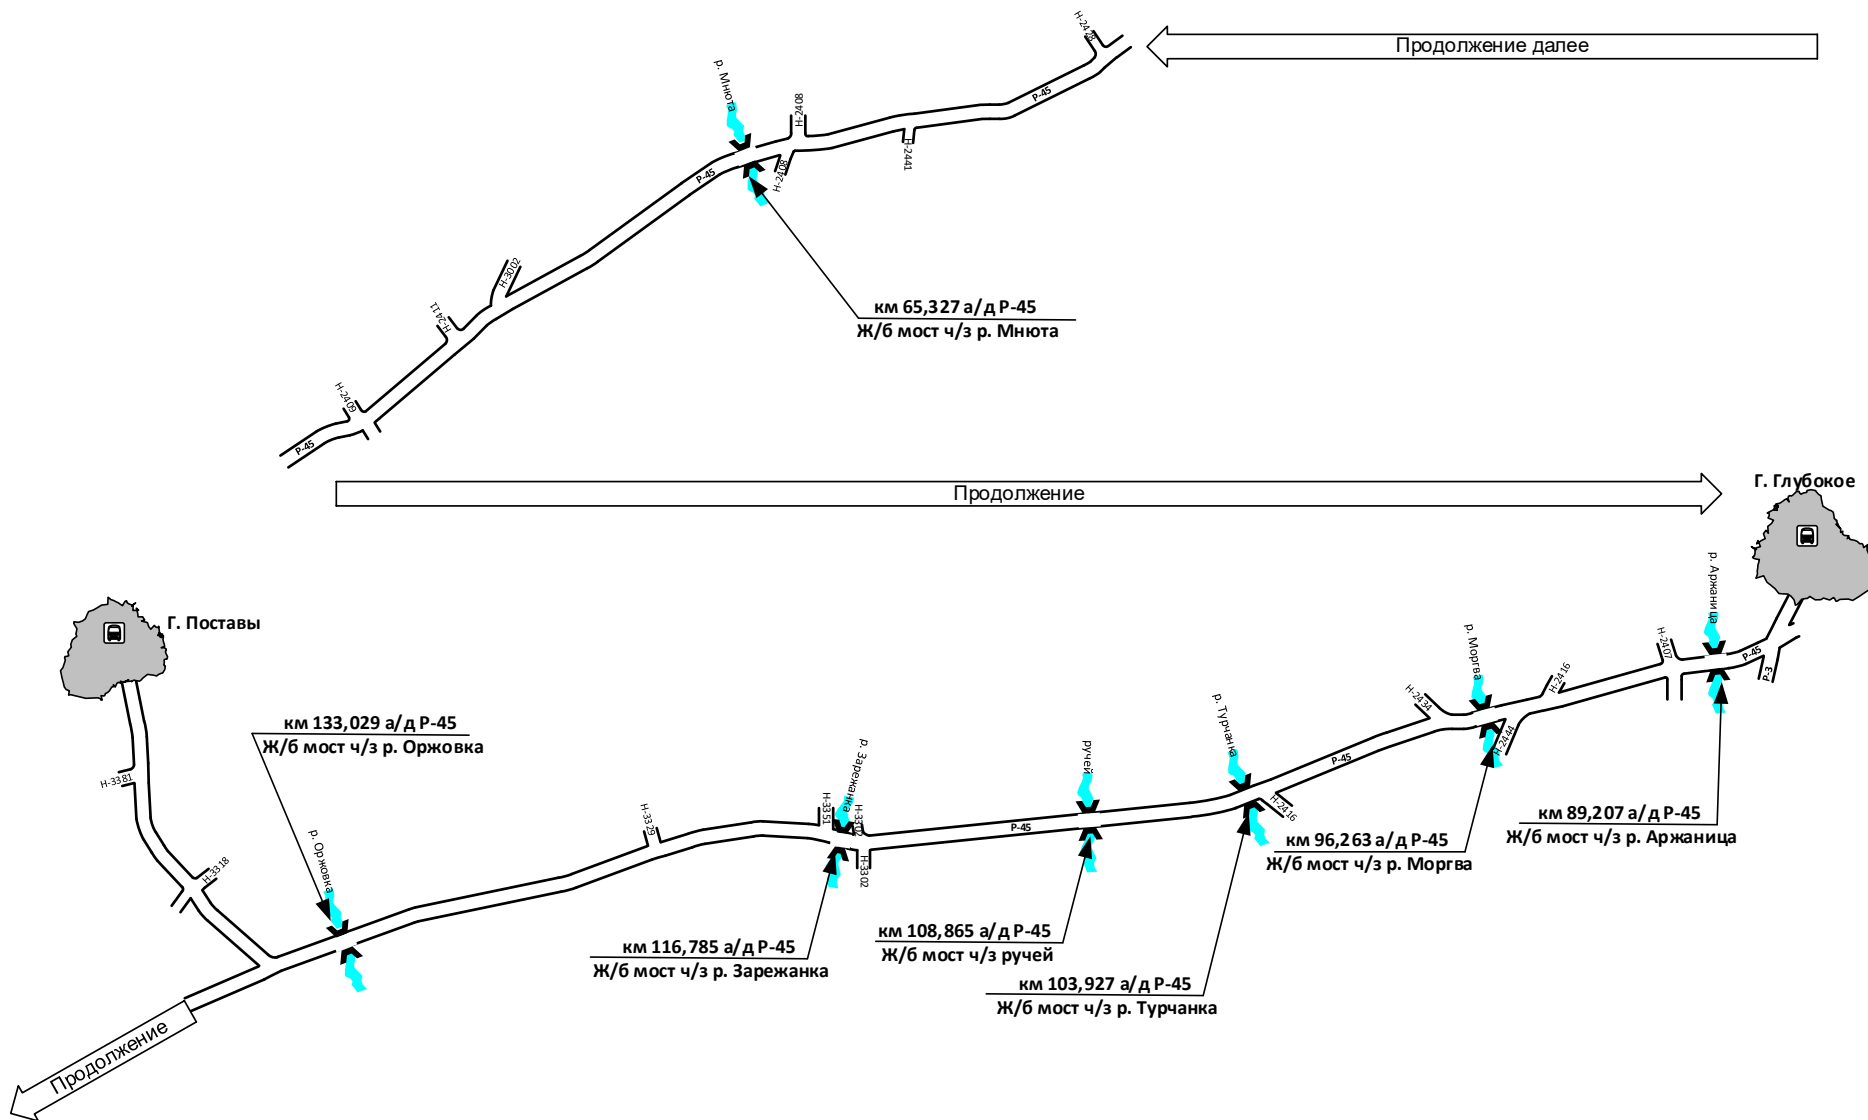 Н-2428
Продолжение далее
р. Мнюта
Р-45
Н-2408
Н-2441
Н-2408
Р-45
Н-3002
км 65,327 а/д Р-45
Ж/б мост ч/з р. Мнюта
Н-2411
Н-2409
Р-45
Продолжение
Г. Глубокое
р. Аржаница
Г. Поставы
р. Моргва
Н-2407
Р-45
Р-3
Н-2416
Н-2434
р. Турчанка
Н-2444
км 133,029 а/д Р-45
Ж/б мост ч/з р. Оржовка
р. Зарежанка
ручей
Р-45
Н-3381
Н-3351
Н-3302
Н-2416
км 89,207 а/д Р-45
Ж/б мост ч/з р. Аржаница
Н-3329
Р-45
км 96,263 а/д Р-45
Ж/б мост ч/з р. Моргва
р. Оржовка
Н-3318
Н-3302
км 116,785 а/д Р-45
Ж/б мост ч/з р. Зарежанка
км 108,865 а/д Р-45
Ж/б мост ч/з ручей
км 103,927 а/д Р-45
Ж/б мост ч/з р. Турчанка
Продолжение